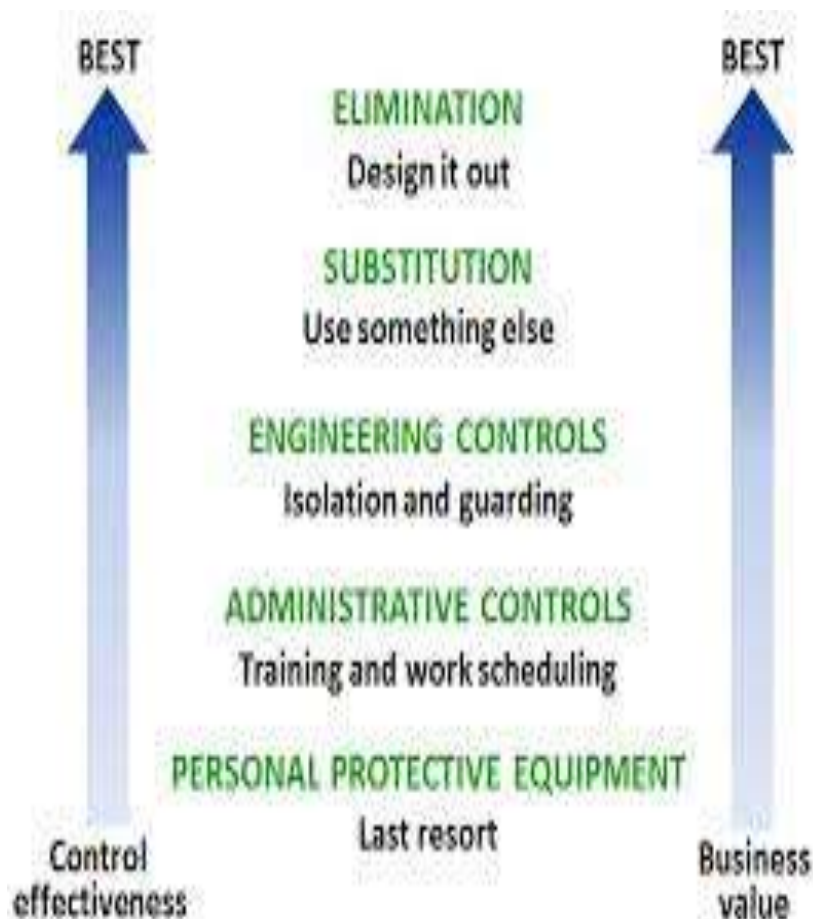 BEST
BEST
ELIMINATION
Design it out
SUBSTITUTION
Use something else
ENGINEERING CONTROLS
Isolation and guarding
ADMINISTRATIVE CONTROLS
Training and work scheduling
PERSONAL PROTECTIVE EQUIPMENT
Last resort
Control
effectiveness
Business
value